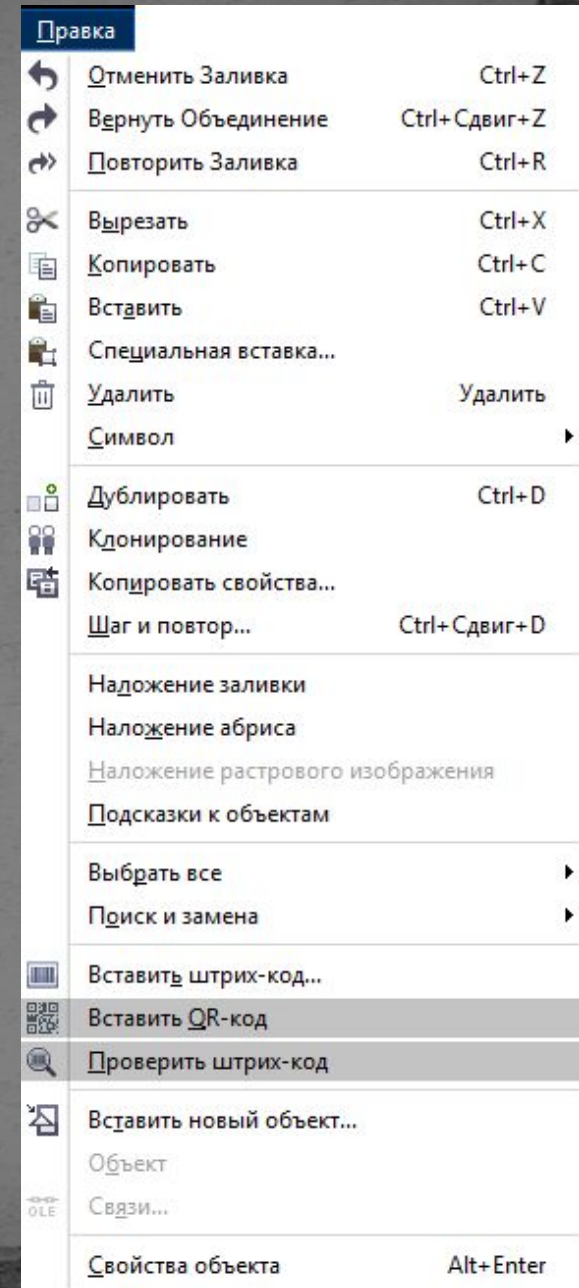 Правка
Отменить Заливка Ctrl+Z
Вернуть Объединение Ctrl+Сдвиг+Z
Повторить Заливка Ctrl+R
Вырезать Ctrl+X
Копировать Ctrl+C
Вставить Ctrl+V
Специальная вставка...
Удалить Удалить
Символ
Дублировать Ctrl+D
Клонирование
Копировать свойства...
Шаг и повтор... Ctrl+Сдвиг+D
Наложение заливки
Наложение абриса
Наложение растрового изображения
Подсказки к объектам
Выбрать все
Поиск и замена
Вставить штрих-код...
Вставить QR-код
Проверить штрих-код
Вставить новый объект...
Объект
OLE Связи...
Свойства объекта Alt+Enter